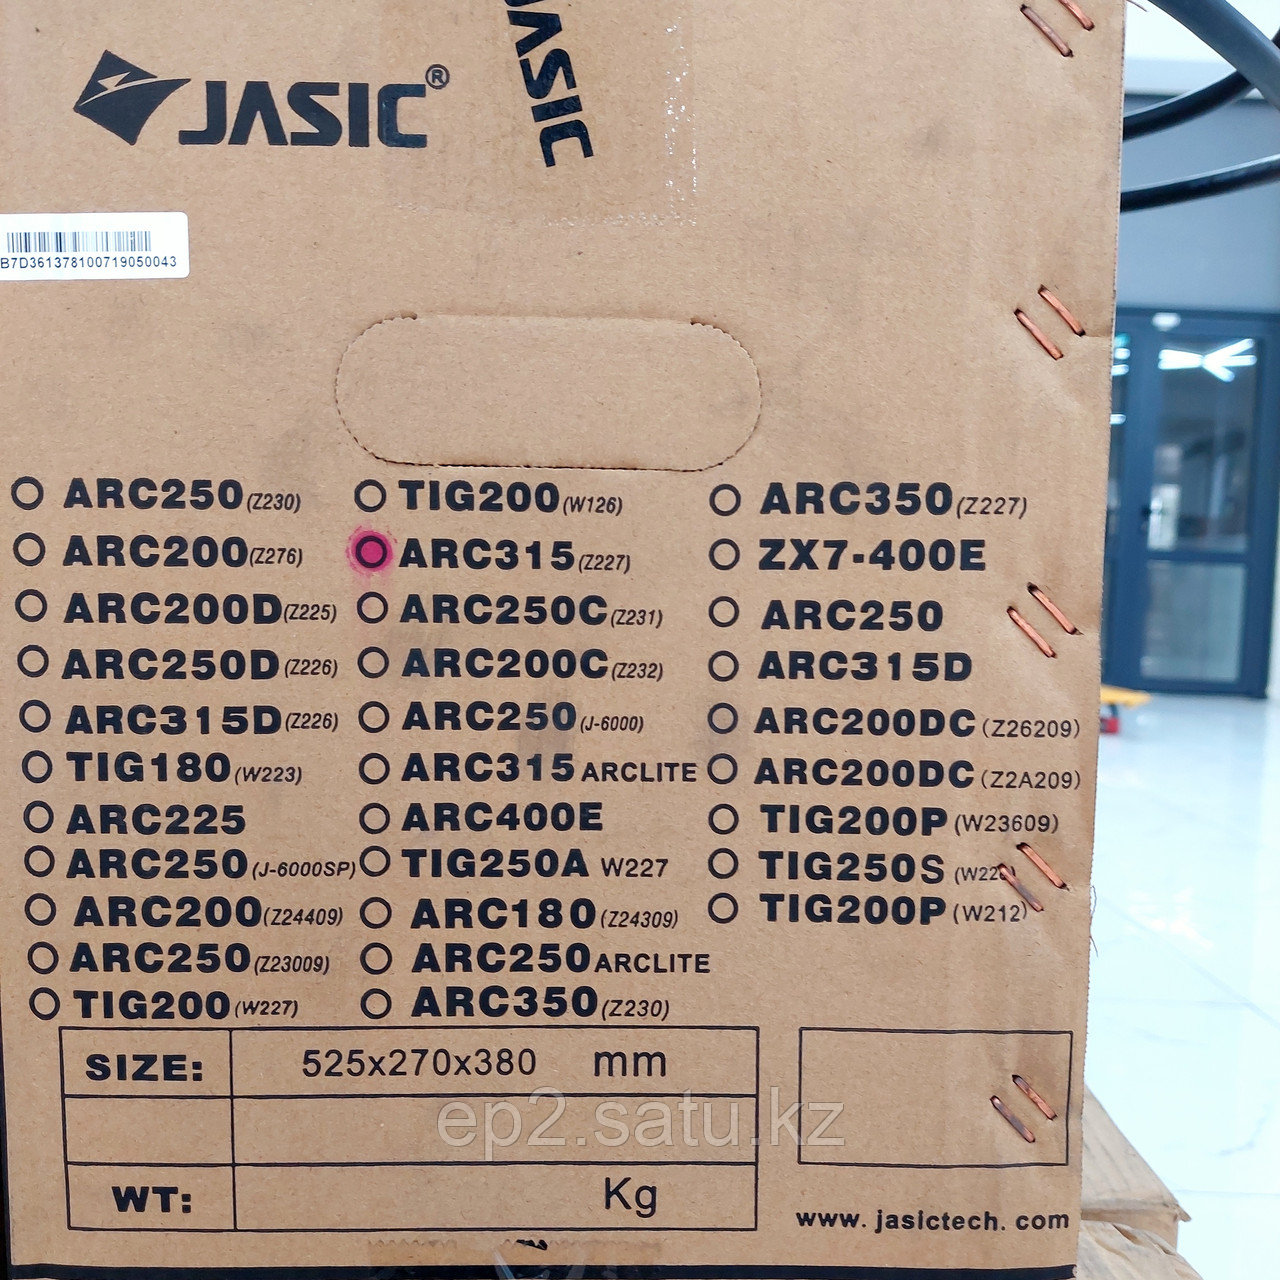 JASIC®
JASIC
B7D361378100719050043
ARC250(Z230)
ARC200(Z276)
ARC200D(Z225)
ARC250D(Z226)
ARC315D(Z226)
TIG180(W223)
ARC225
ARC250(J-6000SP)
ARC200(Z24409)
ARC250(Z23009)
TIG200(W227)
TIG200(W126)
ARC315(Z227)
ARC250C(Z231)
ARC200C(Z232)
ARC250(J-6000)
ARC315 ARCLITE
ARC400E
TIG250A W227
ARC180(Z24309)
ARC250 ARCLITE
ARC350(Z230)
ARC350(Z227)
ZX7-400E
ARC250
ARC315D
ARC200DC(Z26209)
ARC200DC(Z2A209)
TIG200P(W23609)
TIG250S
TIG200P(W212)
SIZE: 525x270x380 mm
ep2.satu.kz
WT: Kg
www.jasictech.com